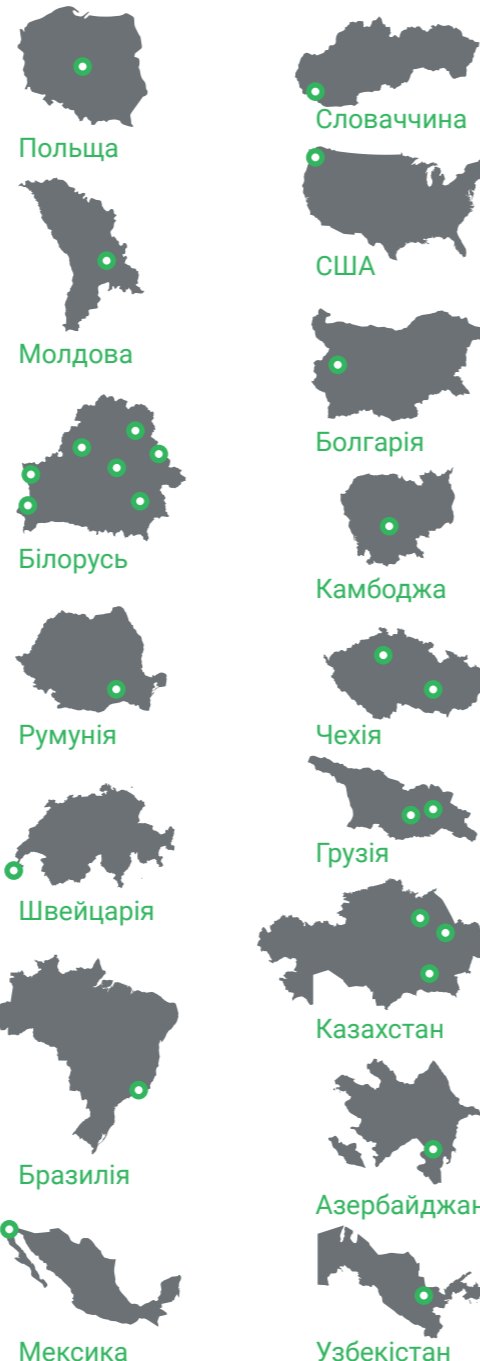 Польща
Словаччина
США
Молдова
Болгарія
Білорусь
Камбоджа
Румунія
Чехія
Грузія
Швейцарія
Казахстан
Бразилія
Азербайджан
Мексика
Узбекістан